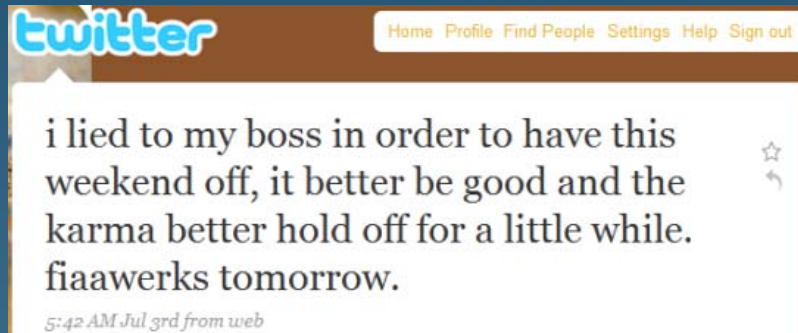 twitter
Home Profile Find People Settings Help Sign out
i lied to my boss in order to have this
weekend off, it better be good and the
karma better hold off for a little while.
fiaawerks tomorrow.
5:42 AM Jul 3rd from web